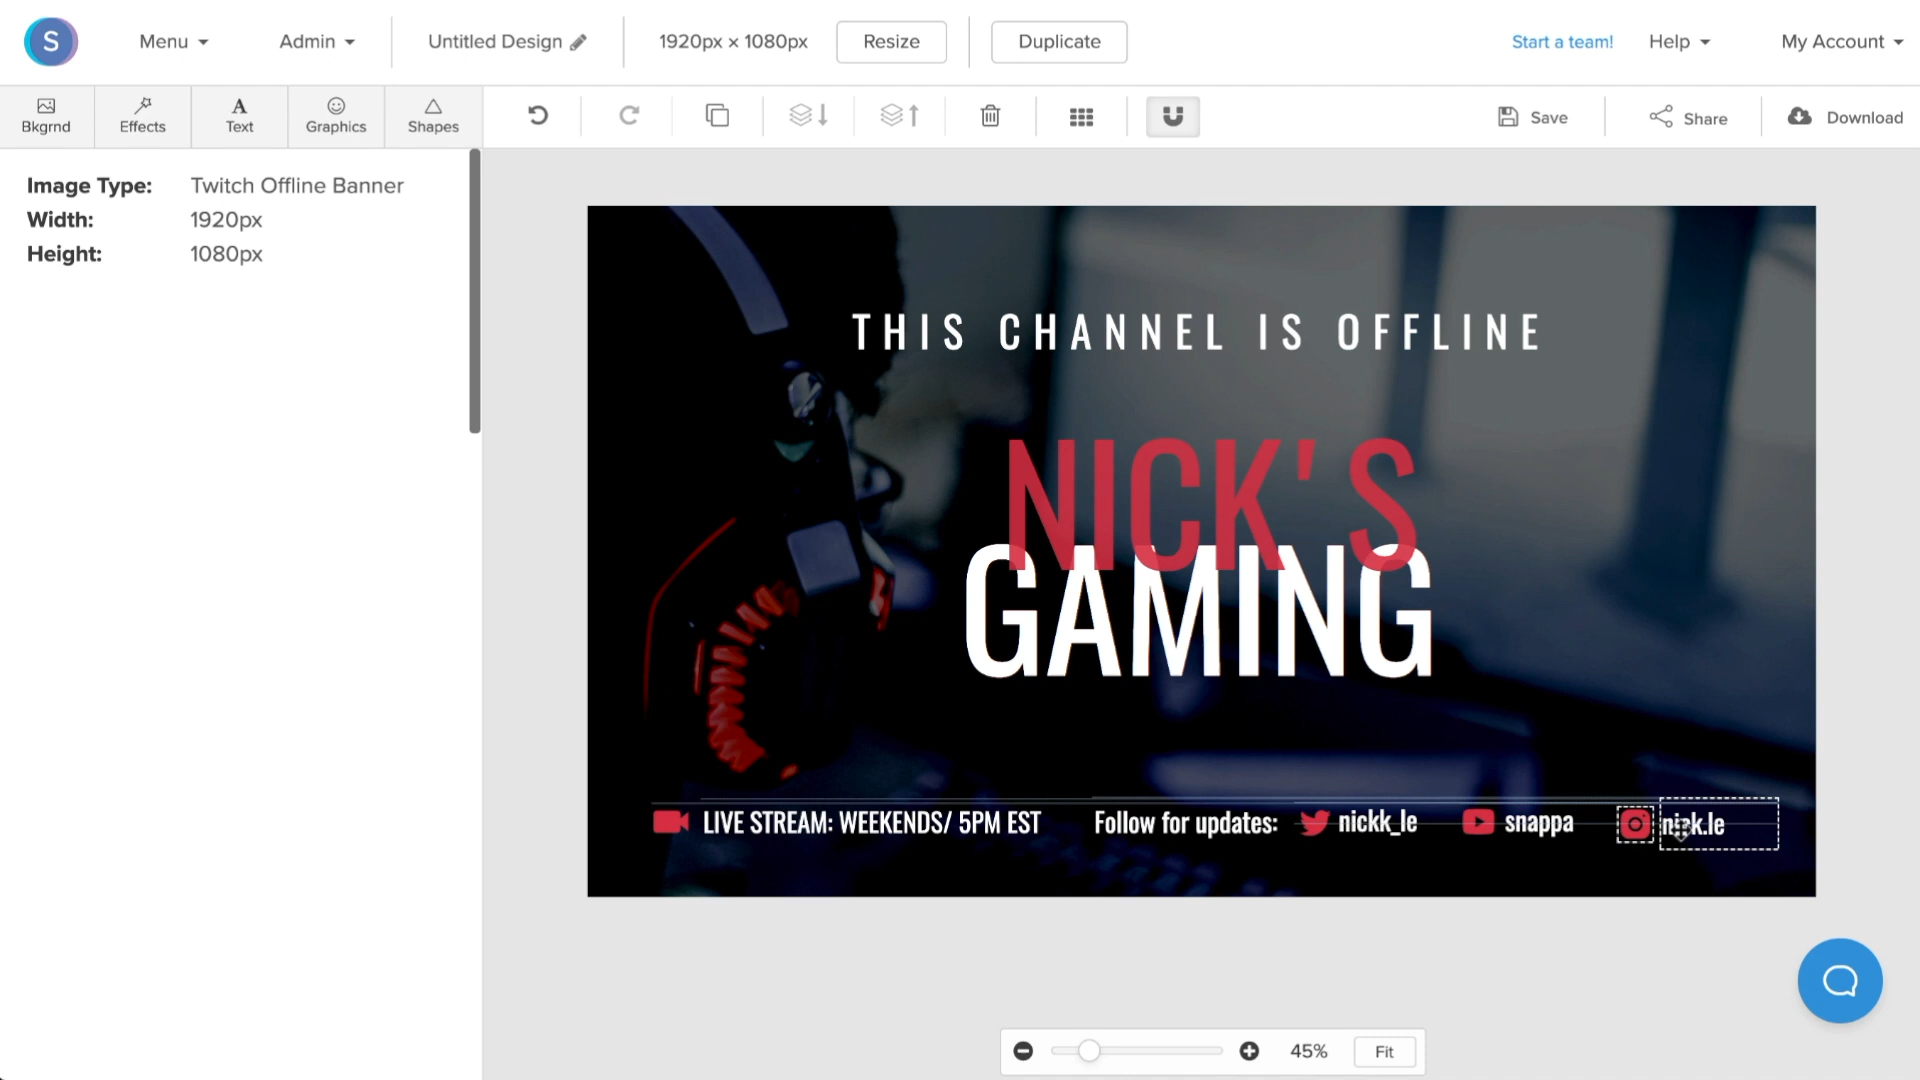 S Menu Admin Untitled Design 1920px × 1080px Resize Duplicate Start a team! Help My Account
Bkgrnd Effects Text Graphics Shapes Save Share Download
Image Type: Twitch Offline Banner
Width: 1920px
Height: 1080px
THIS CHANNEL IS OFFLINE
NICK'S
GAMING
LIVE STREAM: WEEKENDS/ 5PM EST Follow for updates: nickk_le snappa nick.le
45% Fit